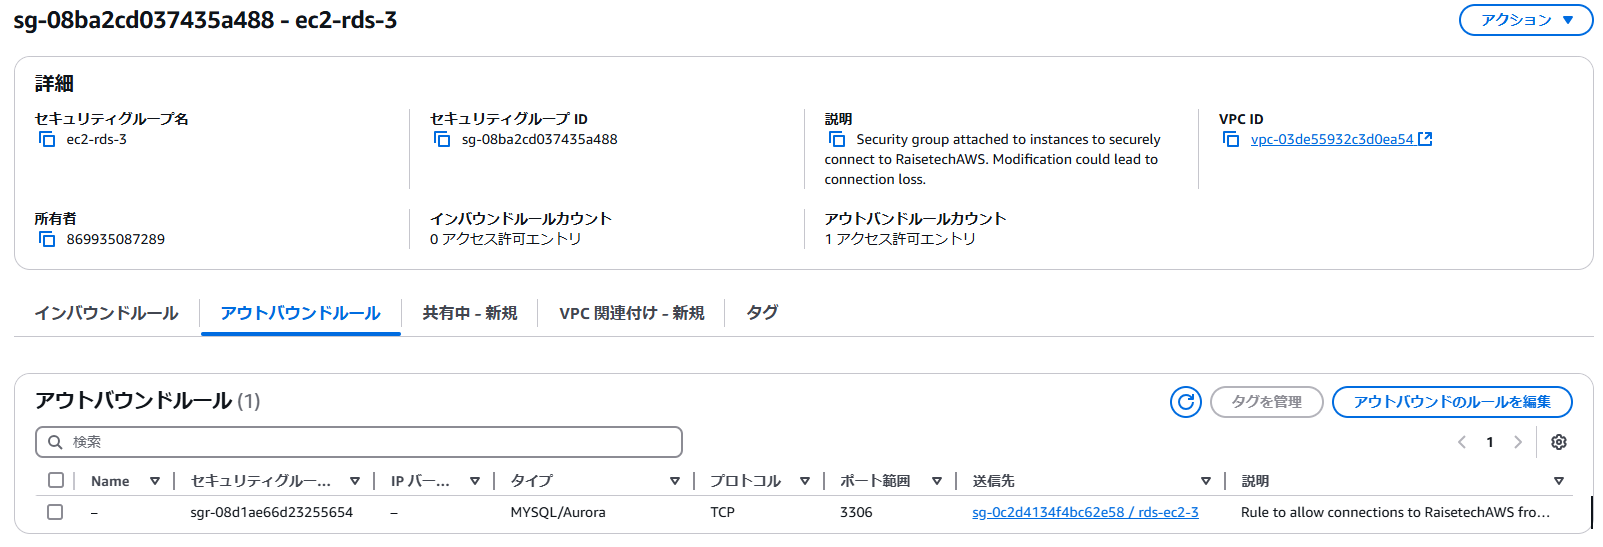 sg-08ba2cd037435a488 - ec2-rds-3
アクション
詳細
セキュリティグループ名
ec2-rds-3
セキュリティグループ ID
sg-08ba2cd037435a488
説明
Security group attached to instances to securely
connect to RaisetechAWS. Modification could lead to
connection loss.
VPC ID
vpc-03de55932c3d0ea54
所有者
869935087289
インバウンドルールカウント
0 アクセス許可エントリ
アウトバンドルールカウント
1 アクセス許可エントリ
インバウンドルール アウトバウンドルール 共有中 - 新規 VPC 関連付け - 新規 タグ
アウトバウンドルール (1)
タグを管理
アウトバウンドのルールを編集
検索
1
Name セキュリティグルー... IP バー... タイプ プロトコル ポート範囲 送信先 説明
– sgr-08d1ae66d23255654 – MYSQL/Aurora TCP 3306 sg-0c2d4134f4bc62e58 / rds-ec2-3 Rule to allow connections to RaisetechAWS fro...